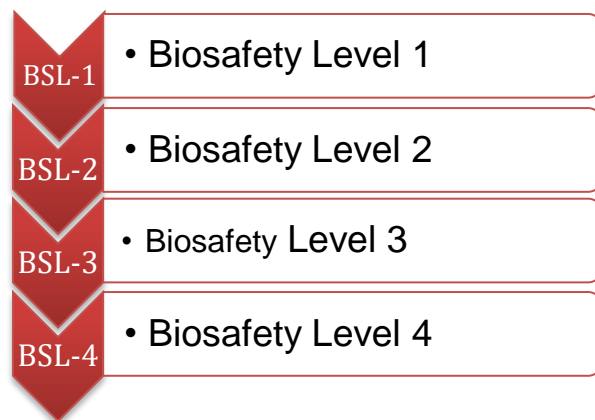 BSL-1
• Biosafety Level 1
BSL-2
• Biosafety Level 2
BSL-3
• Biosafety Level 3
BSL-4
• Biosafety Level 4